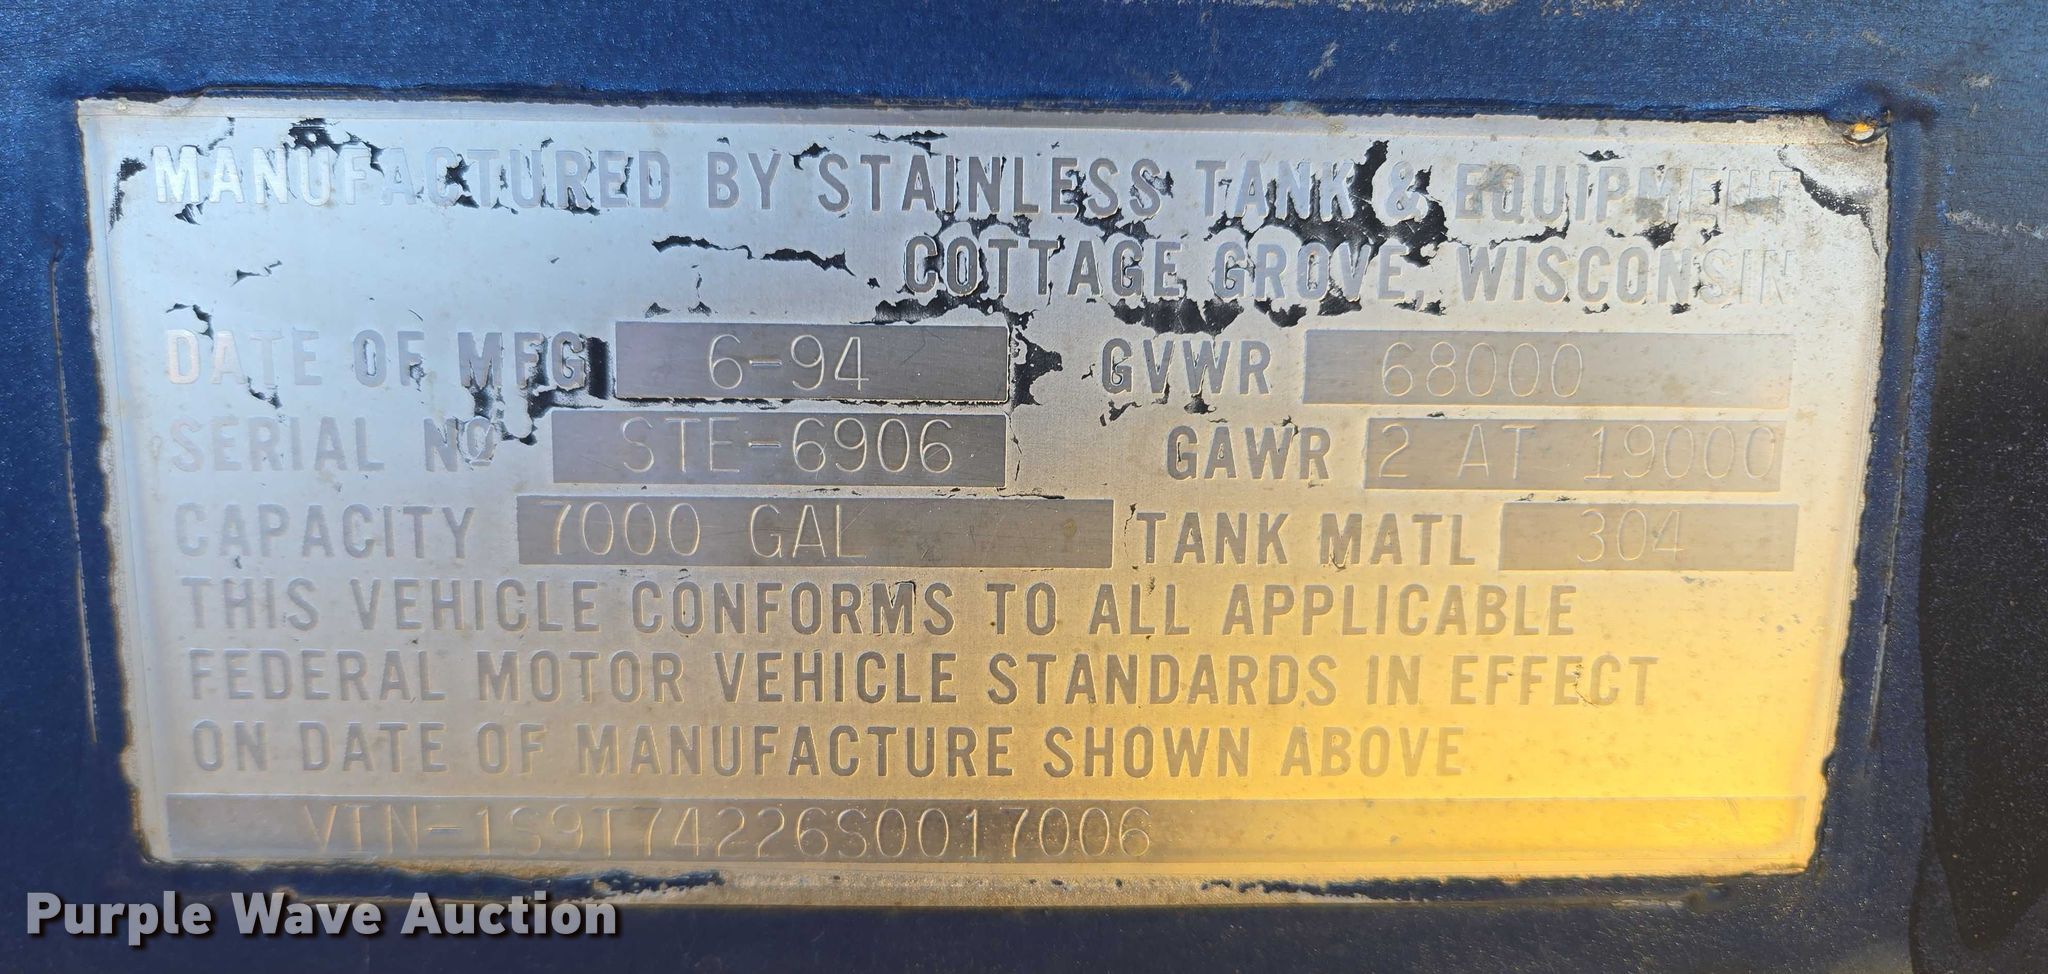 MANUFACTURED BY STAINLESS TANK & EQUIPMENT
COTTAGE GROVE, WISCONSIN
DATE OF MFG 6-94 GVWR 68000
SERIAL NO STE-6906 GAWR 2 AT 19000
CAPACITY 7000 GAL TANK MATL 304
THIS VEHICLE CONFORMS TO ALL APPLICABLE
FEDERAL MOTOR VEHICLE STANDARDS IN EFFECT
ON DATE OF MANUFACTURE SHOWN ABOVE
VIN-1S9T74226S0017006
Purple Wave Auction